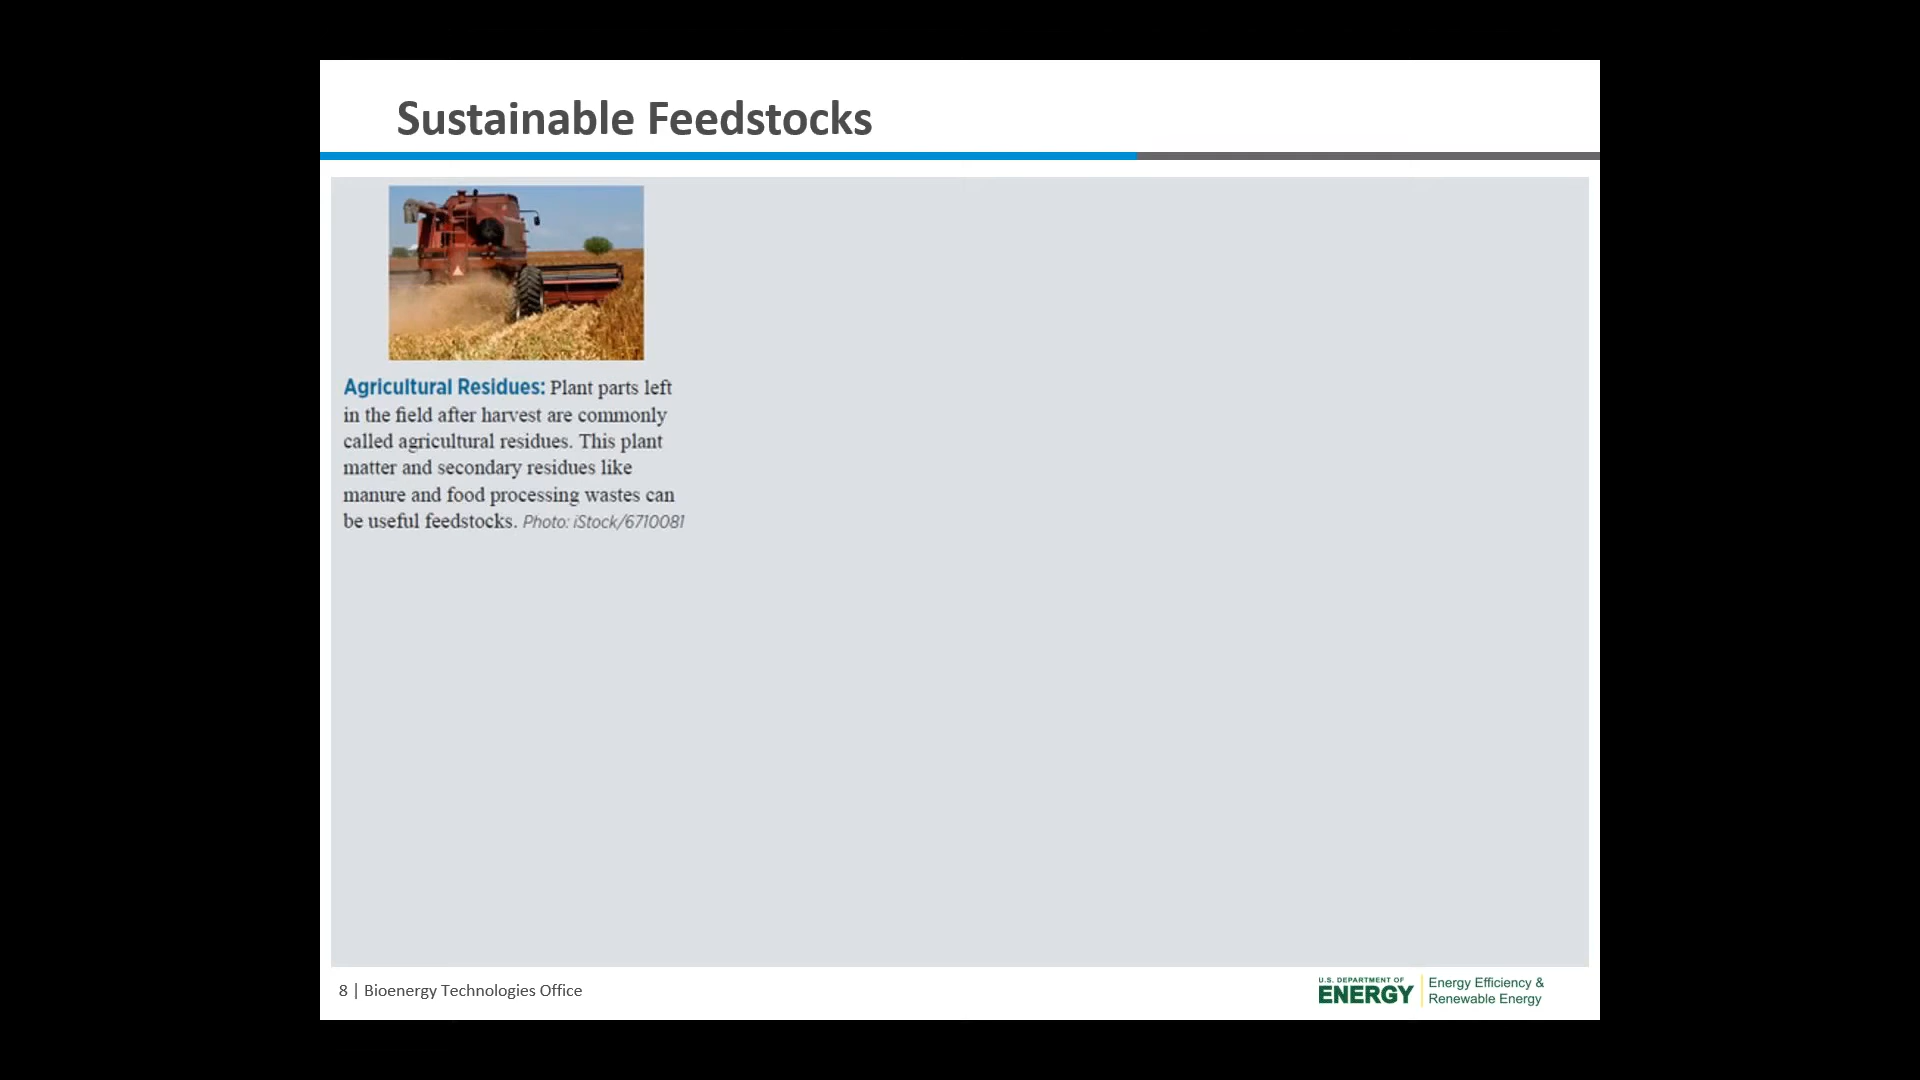 Sustainable Feedstocks
Agricultural Residues: Plant parts left
in the field after harvest are commonly
called agricultural residues. This plant
matter and secondary residues like
manure and food processing wastes can
be useful feedstocks. Photo: iStock/6710081
8 | Bioenergy Technologies Office
U.S. DEPARTMENT OF
ENERGY
Energy Efficiency &
Renewable Energy